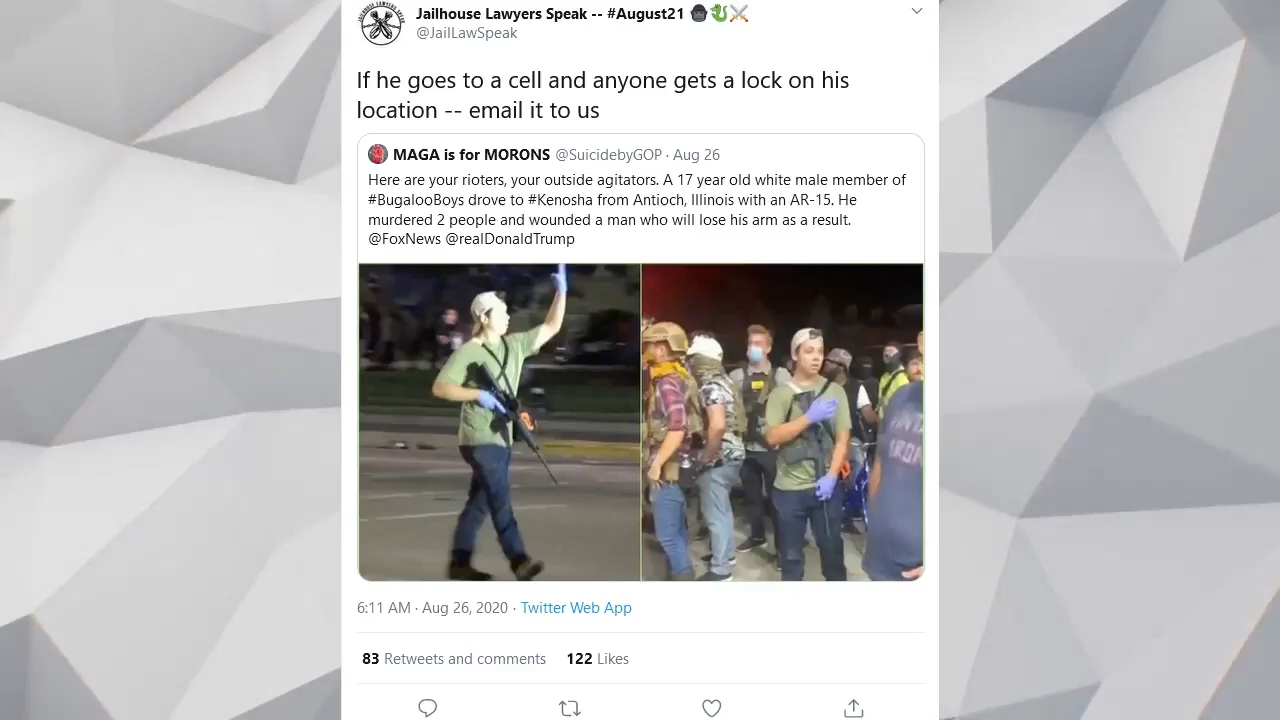 Jailhouse Lawyers Speak -- #August21
@JailLawSpeak
If he goes to a cell and anyone gets a lock on his
location -- email it to us
MAGA is for MORONS @SuicidebyGOP · Aug 26
Here are your rioters, your outside agitators. A 17 year old white male member of
#BugalooBoys drove to #Kenosha from Antioch, Illinois with an AR-15. He
murdered 2 people and wounded a man who will lose his arm as a result.
@FoxNews @realDonaldTrump
6:11 AM · Aug 26, 2020 · Twitter Web App
83 Retweets and comments 122 Likes